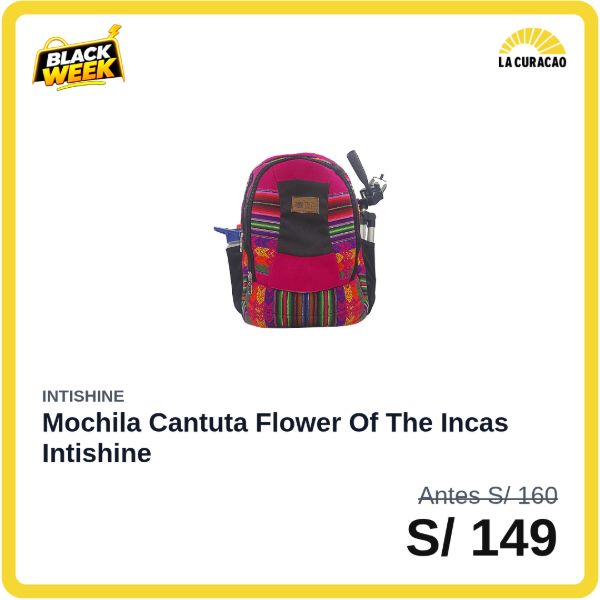 BLACK
WEEK
LA CURACAO
INTISHINE
Mochila Cantuta Flower Of The Incas
Intishine
Antes S/ 160
S/ 149